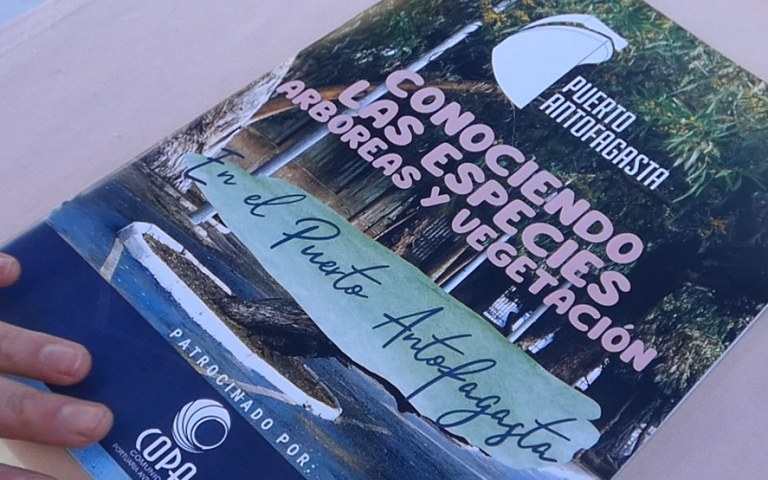 PUERTO
ANTOFAGASTA
CONOCIENDO
LAS ESPECIES
ARBÓREAS Y VEGETACIÓN
En el Puerto Antofagasta
PATROCINADO POR:
COPA